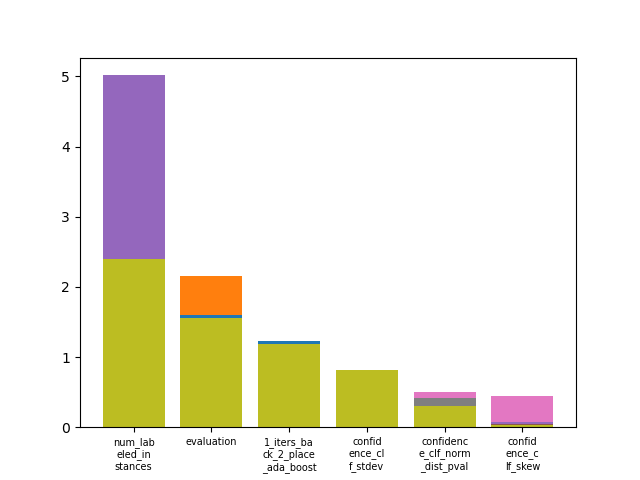 5
4
3
2
1
0
num_lab
eled_in
stances
evaluation
1_iters_ba
ck_2_place
_ada_boost
confid
ence_cl
f_stdev
confidenc
e_clf_norm
_dist_pval
confid
ence_c
lf_skew